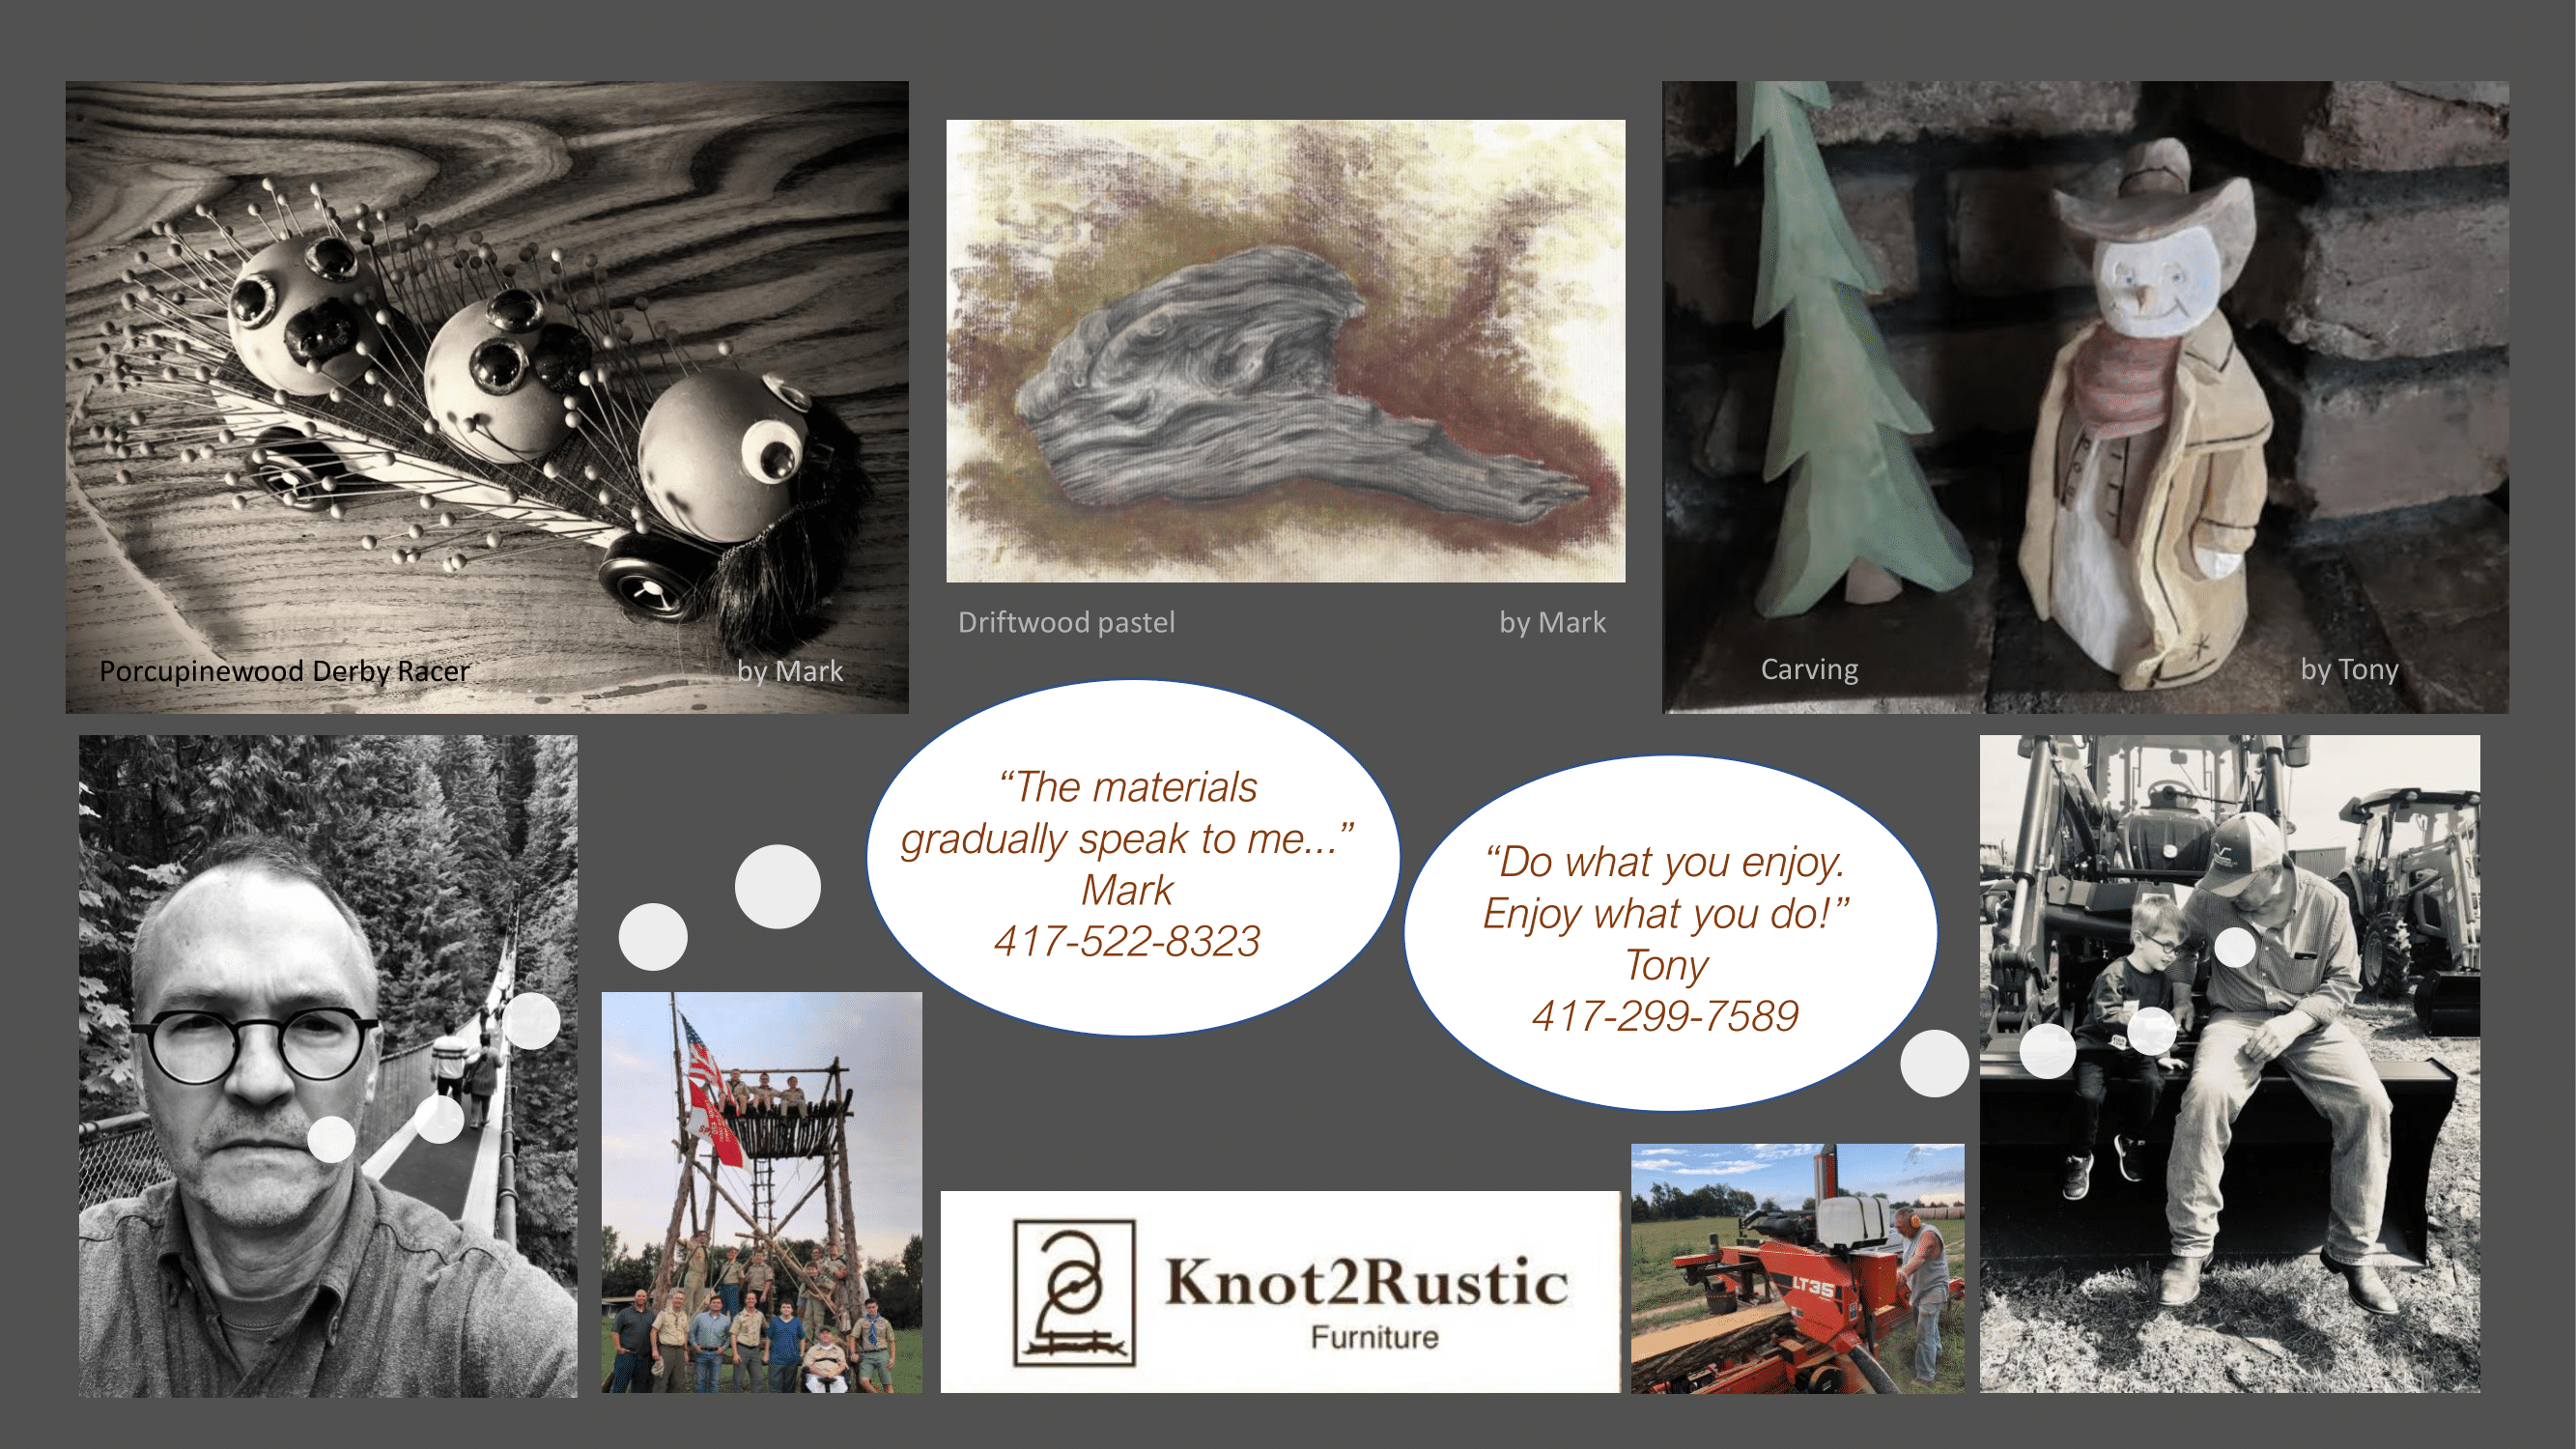 Porcupinewood Derby Racer
by Mark
Driftwood pastel
by Mark
Carving
by Tony
“The materials
gradually speak to me...”
Mark
417-522-8323
“Do what you enjoy.
Enjoy what you do!”
Tony
417-299-7589
Knot2Rustic
Furniture
LT35